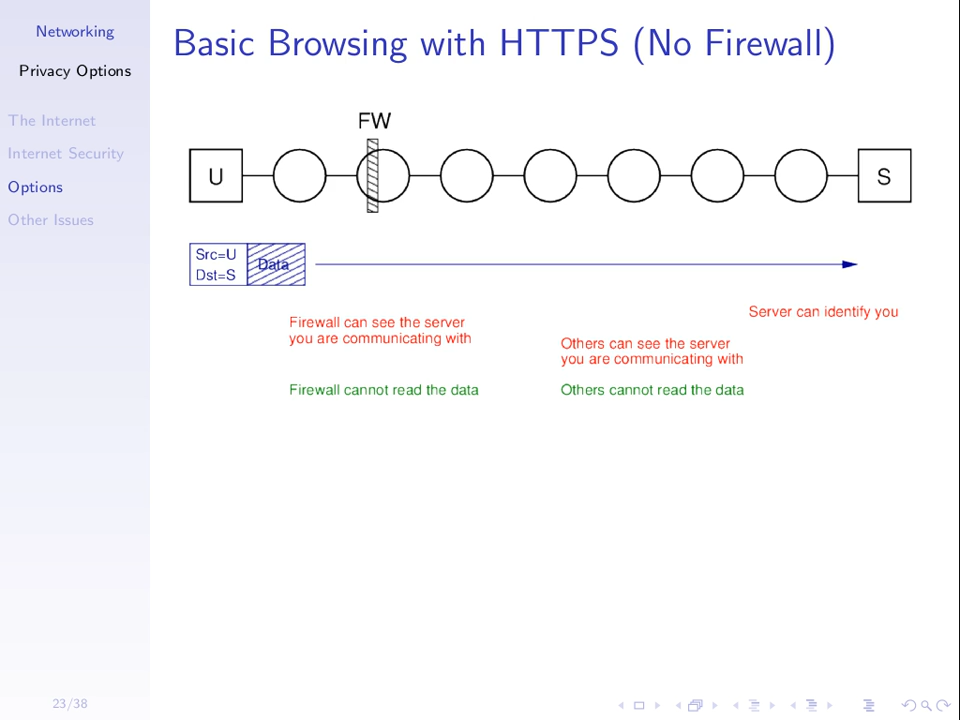 Networking
Privacy Options
The Internet
Internet Security
Options
Other Issues
23/38
Basic Browsing with HTTPS (No Firewall)
FW
U
S
Src=U
Dst=S
Data
Server can identify you
Firewall can see the server
you are communicating with
Others can see the server
you are communicating with
Firewall cannot read the data
Others cannot read the data